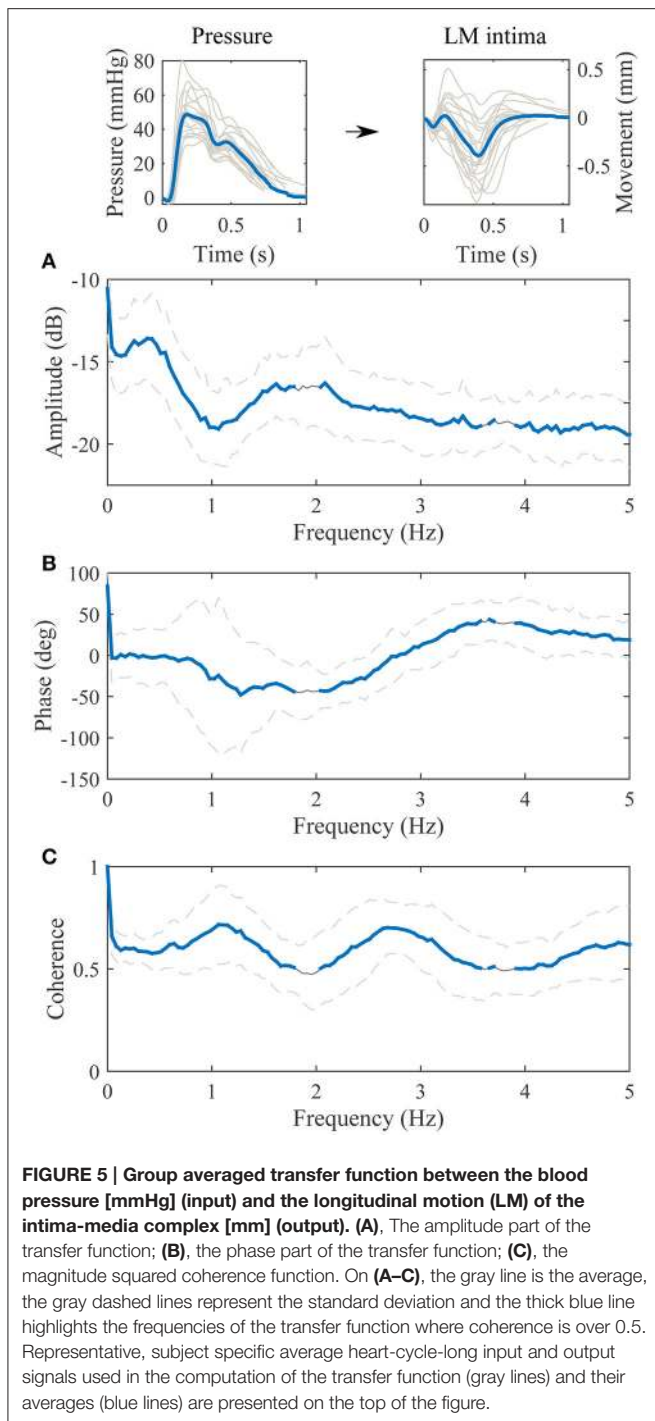 Pressure
LM intima
Pressure (mmHg)
80
60
40
20
0
0
0.5
1
Time (s)
0.5
0
-0.5
Movement (mm)
0
0.5
1
Time (s)
A
Amplitude (dB)
-10
-15
-20
0
1
2
3
4
5
Frequency (Hz)
B
Phase (deg)
100
50
0
-50
-100
-150
0
1
2
3
4
5
Frequency (Hz)
C
Coherence
1
0.5
0
0
1
2
3
4
5
Frequency (Hz)
FIGURE 5 | Group averaged transfer function between the blood
pressure [mmHg] (input) and the longitudinal motion (LM) of the
intima-media complex [mm] (output). (A), The amplitude part of the
transfer function; (B), the phase part of the transfer function; (C), the
magnitude squared coherence function. On (A–C), the gray line is the average,
the gray dashed lines represent the standard deviation and the thick blue line
highlights the frequencies of the transfer function where coherence is over 0.5.
Representative, subject specific average heart-cycle-long input and output
signals used in the computation of the transfer function (gray lines) and their
averages (blue lines) are presented on the top of the figure.